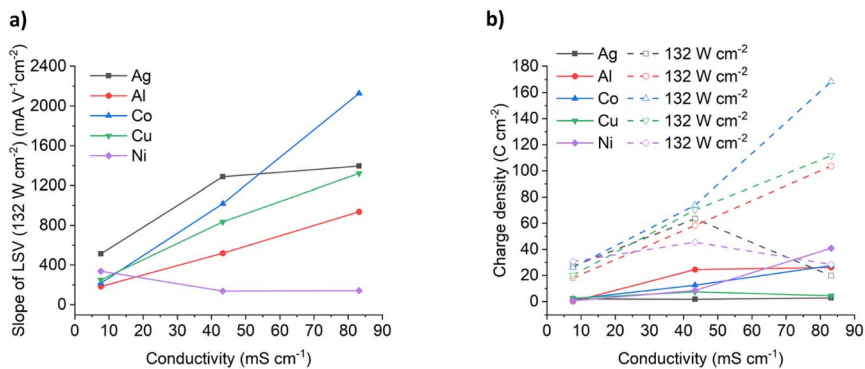 a)
Slope of LSV (132 W cm⁻²) (mA V⁻¹cm⁻²)
2400
2000
1600
1200
800
400
0
Ag
Al
Co
Cu
Ni
0 10 20 30 40 50 60 70 80 90
Conductivity (mS cm⁻¹)
b)
Charge density (C cm⁻²)
180
160
140
120
100
80
60
40
20
0
Ag 132 W cm⁻²
Al 132 W cm⁻²
Co 132 W cm⁻²
Cu 132 W cm⁻²
Ni 132 W cm⁻²
0 10 20 30 40 50 60 70 80 90
Conductivity (mS cm⁻¹)